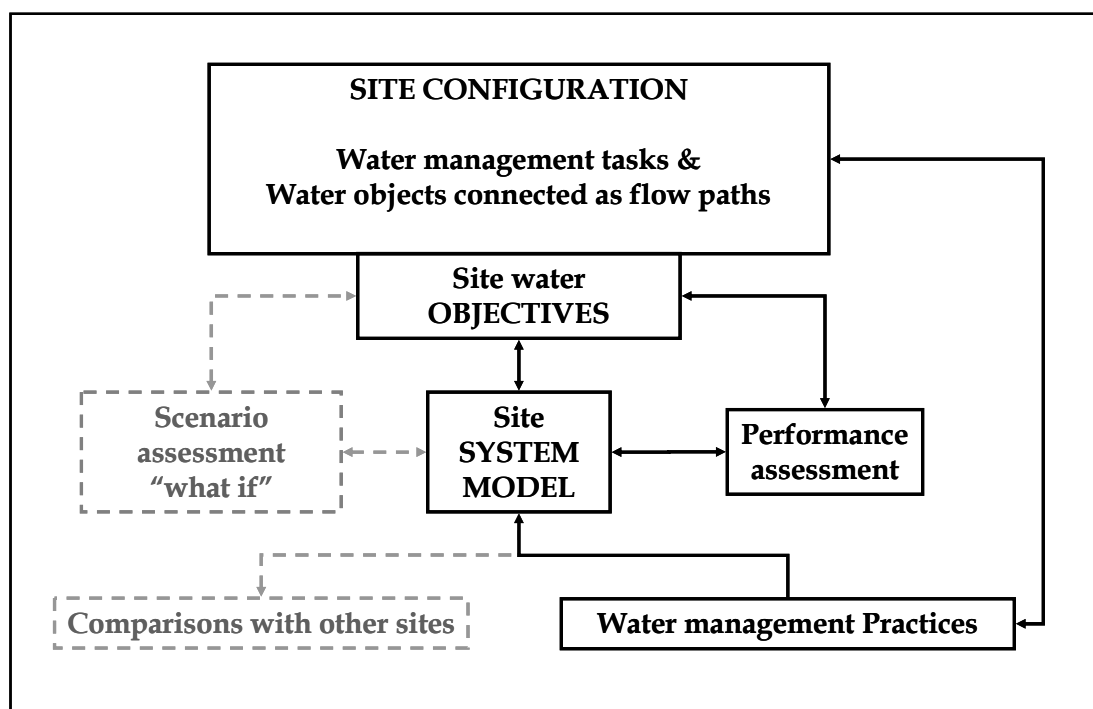 SITE CONFIGURATION
Water management tasks &
Water objects connected as flow paths
Site water
OBJECTIVES
Scenario
assessment
“what if”
Site
SYSTEM
MODEL
Performance
assessment
Comparisons with other sites
Water management Practices